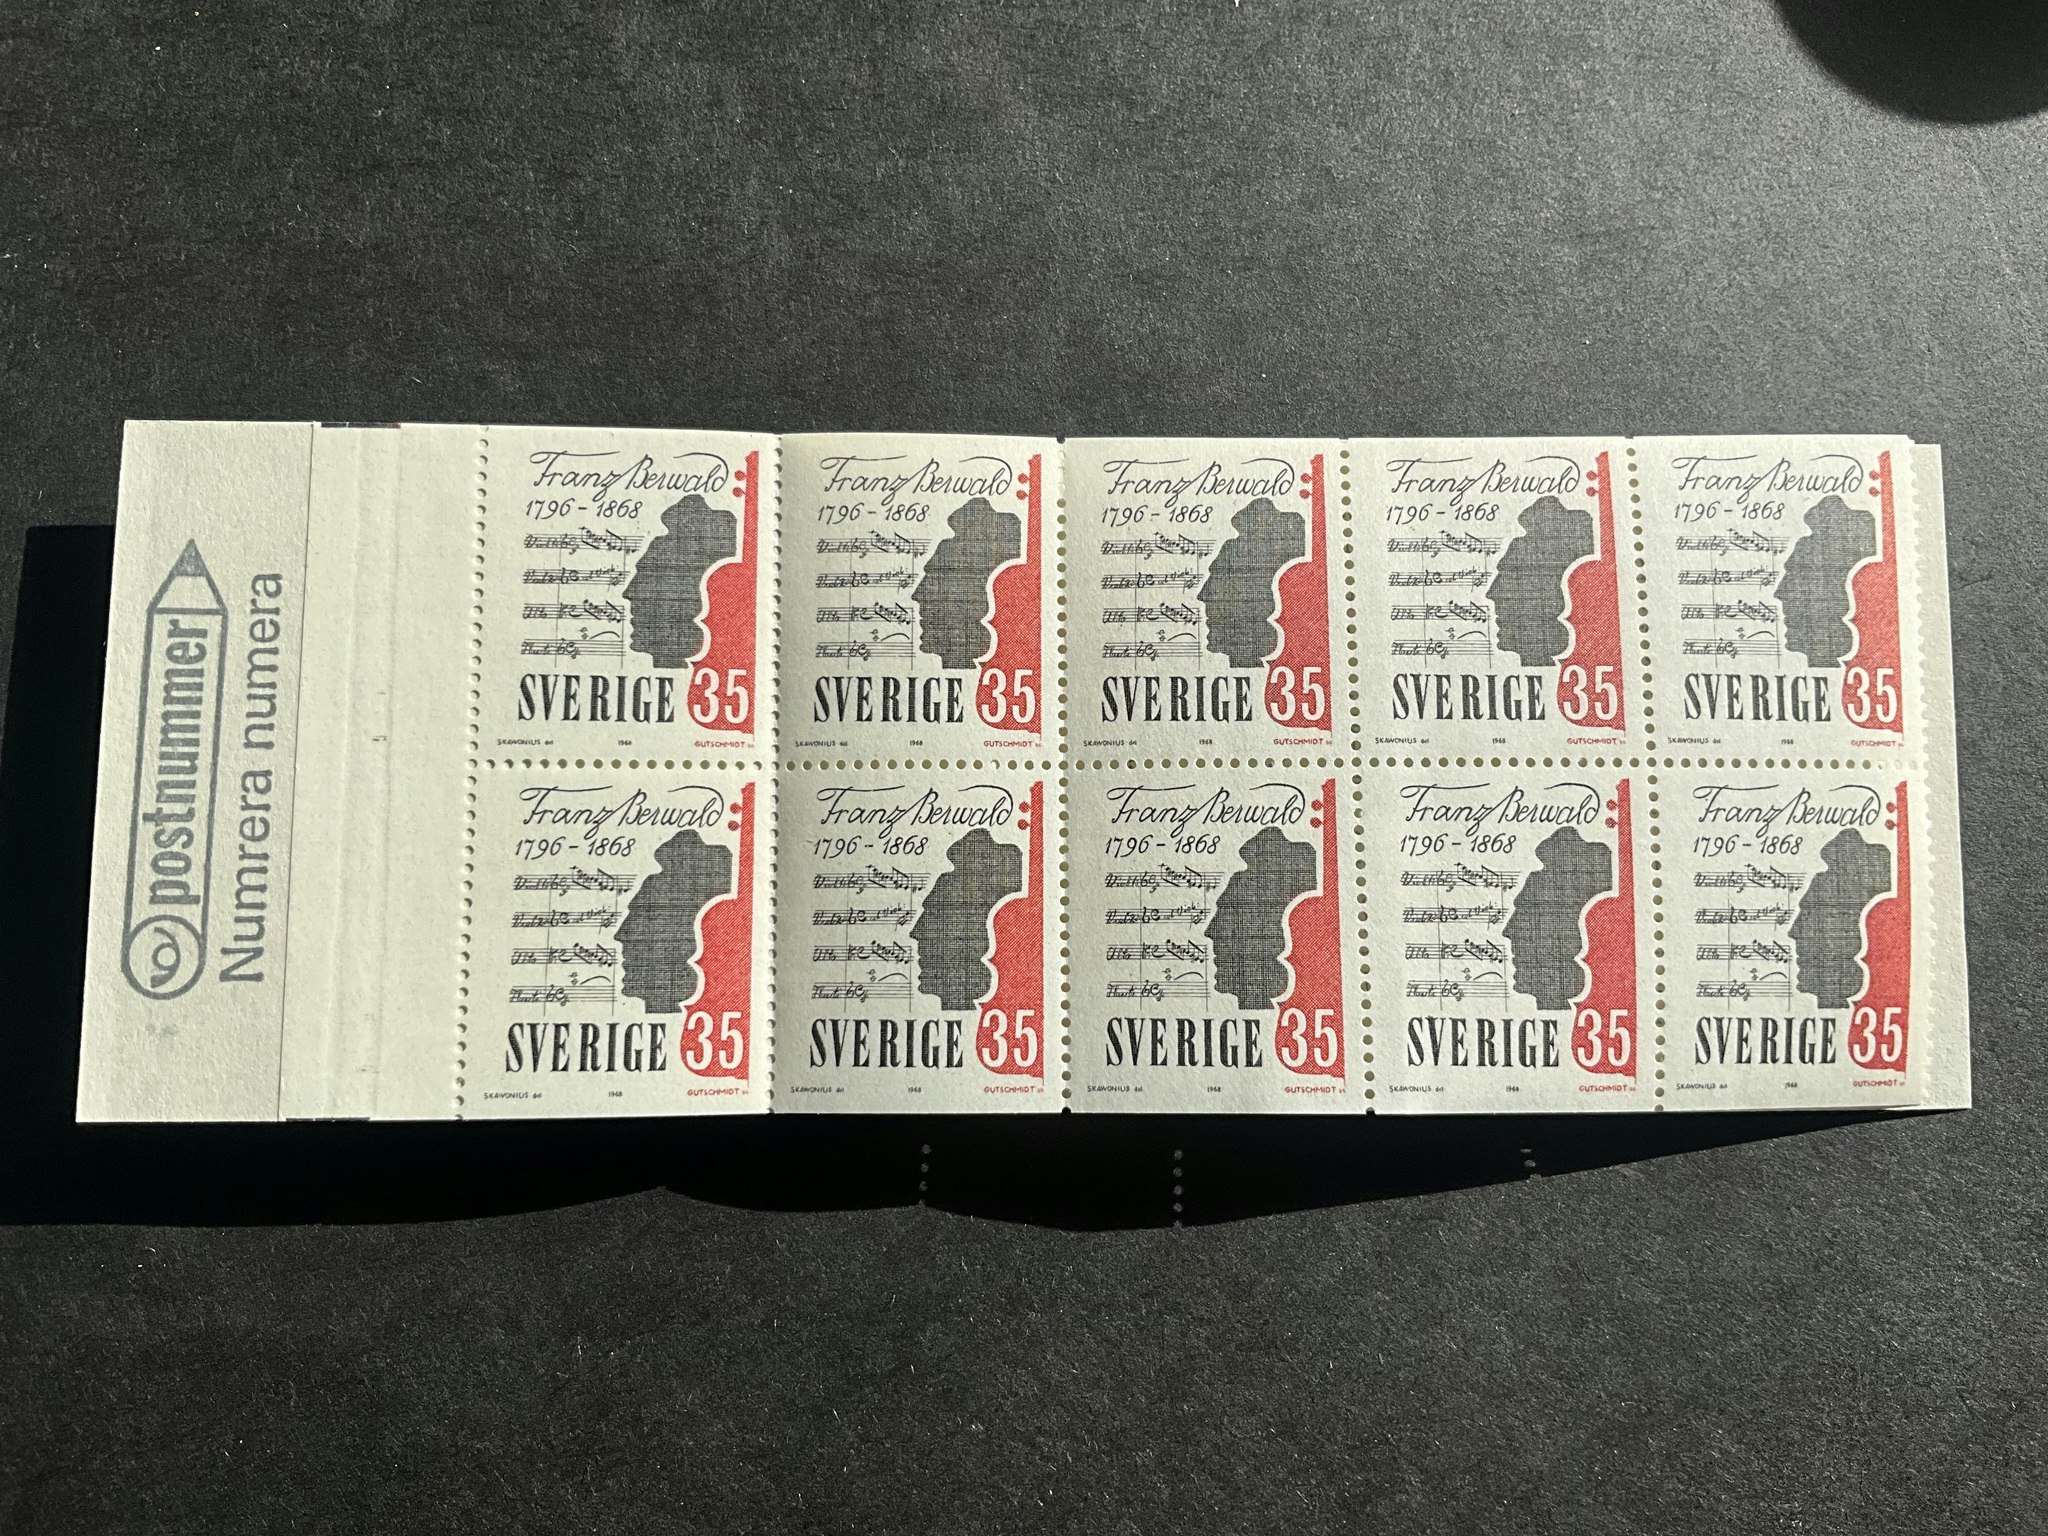 postnummer
Numrera numera
Franz Berwald
1796-1868
SVERIGE 35
SKAWONIUS del 1968 GUTSCHMIDT sc
Franz Berwald
1796-1868
SVERIGE 35
SKAWONIUS del 1968 GUTSCHMIDT sc
Franz Berwald
1796-1868
SVERIGE 35
SKAWONIUS del 1968 GUTSCHMIDT sc
Franz Berwald
1796-1868
SVERIGE 35
SKAWONIUS del 1968 GUTSCHMIDT sc
Franz Berwald
1796-1868
SVERIGE 35
SKAWONIUS del 1968 GUTSCHMIDT sc
Franz Berwald
1796-1868
SVERIGE 35
SKAWONIUS del 1968 GUTSCHMIDT sc
Franz Berwald
1796-1868
SVERIGE 35
SKAWONIUS del 1968 GUTSCHMIDT sc
Franz Berwald
1796-1868
SVERIGE 35
SKAWONIUS del 1968 GUTSCHMIDT sc
Franz Berwald
1796-1868
SVERIGE 35
SKAWONIUS del 1968 GUTSCHMIDT sc
Franz Berwald
1796-1868
SVERIGE 35
SKAWONIUS del 1968 GUTSCHMIDT sc